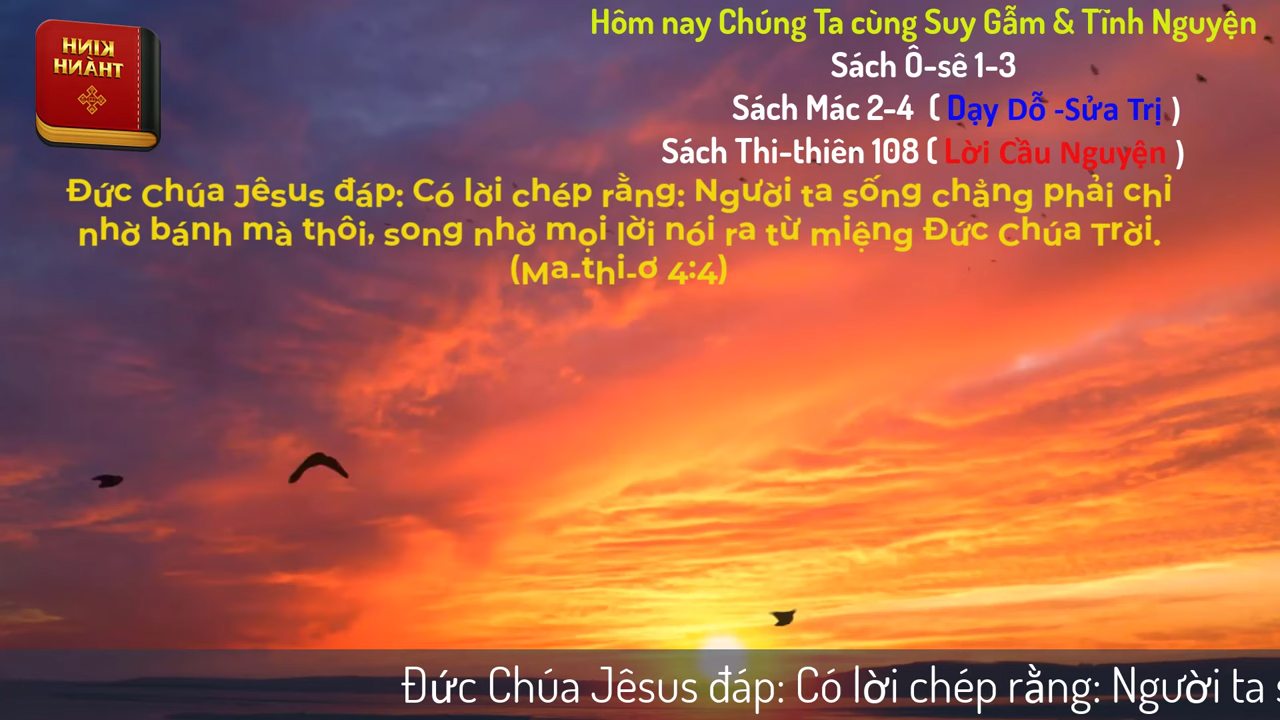 KINH
THÀNH
Hôm nay Chúng Ta cùng Suy Gẫm & Tĩnh Nguyện
Sách Ô-sê 1-3
Sách Mác 2-4 ( Dạy Dỗ -Sửa Trị )
Sách Thi-thiên 108 ( Lời Cầu Nguyện )
Đức Chúa Jêsus đáp: Có lời chép rằng: Người ta sống chẳng phải chỉ
nhờ bánh mà thôi, song nhờ mọi lời nói ra từ miệng Đức Chúa Trời.
(Ma-thi-ơ 4:4)
Đức Chúa Jêsus đáp: Có lời chép rằng: Người ta